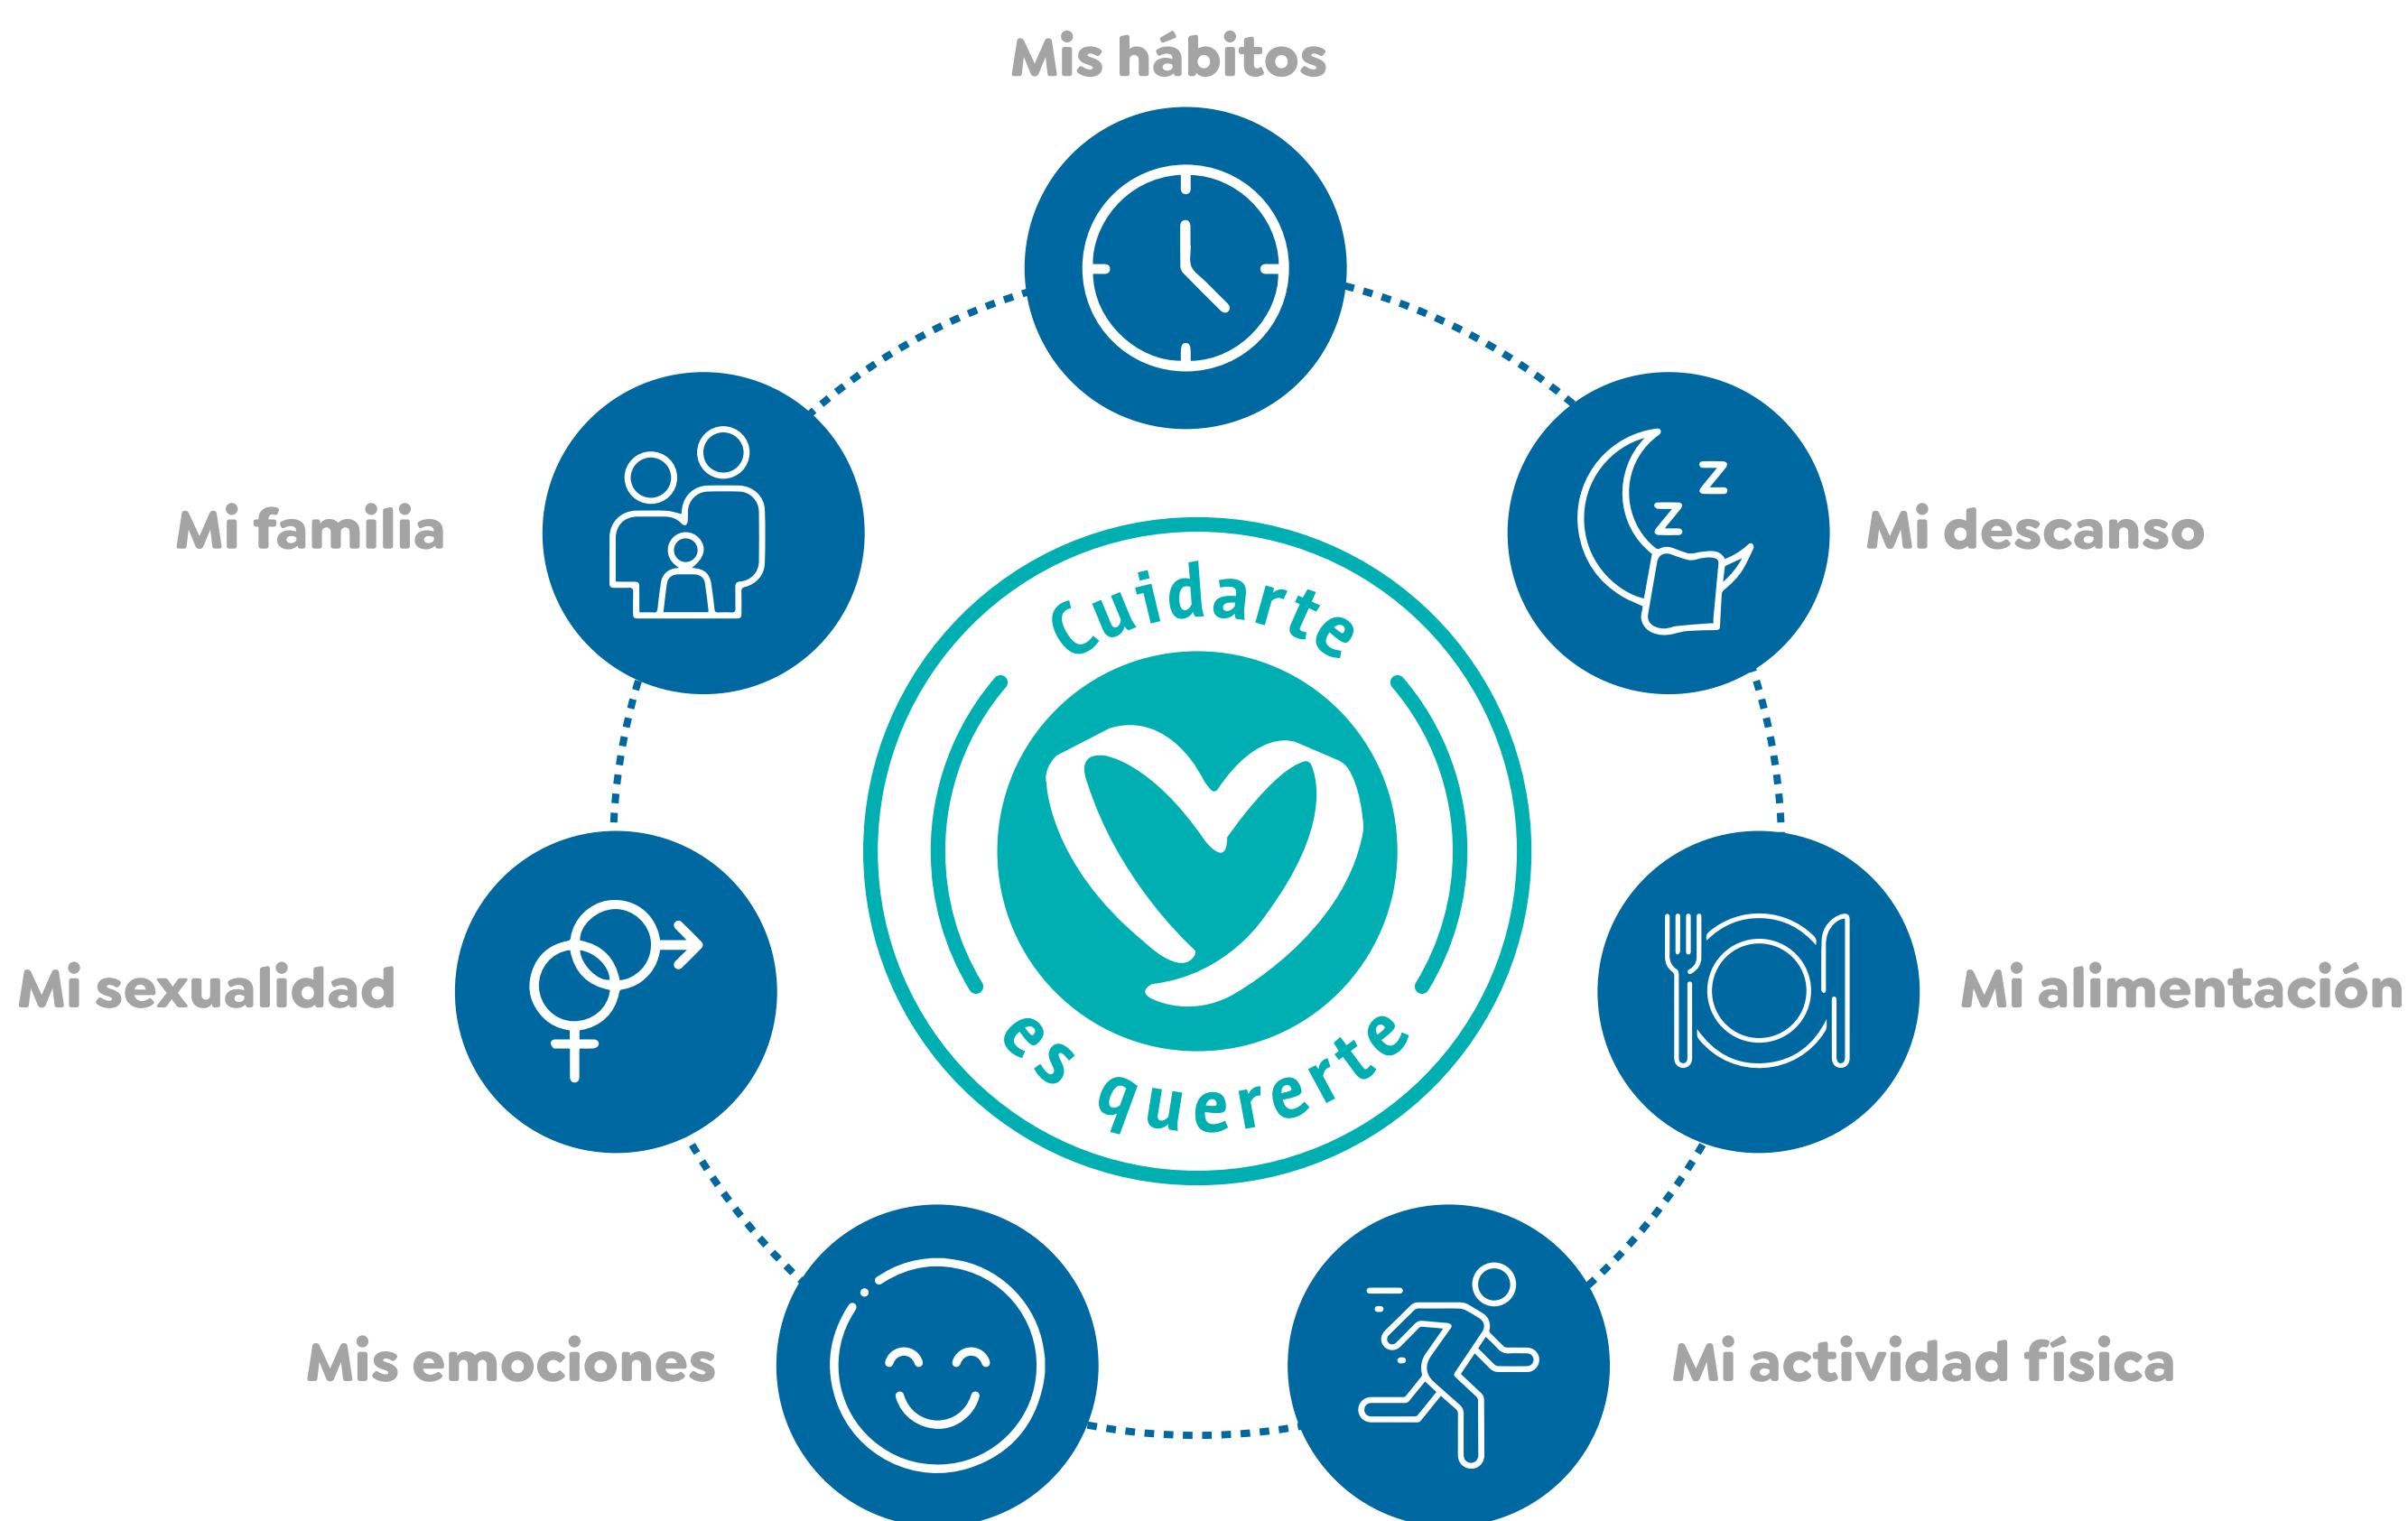 Mis hábitos
Mi familia
Mi descanso
Cuidarte
es quererte
Mi sexualidad
Mi alimentación
Mis emociones
Mi actividad física